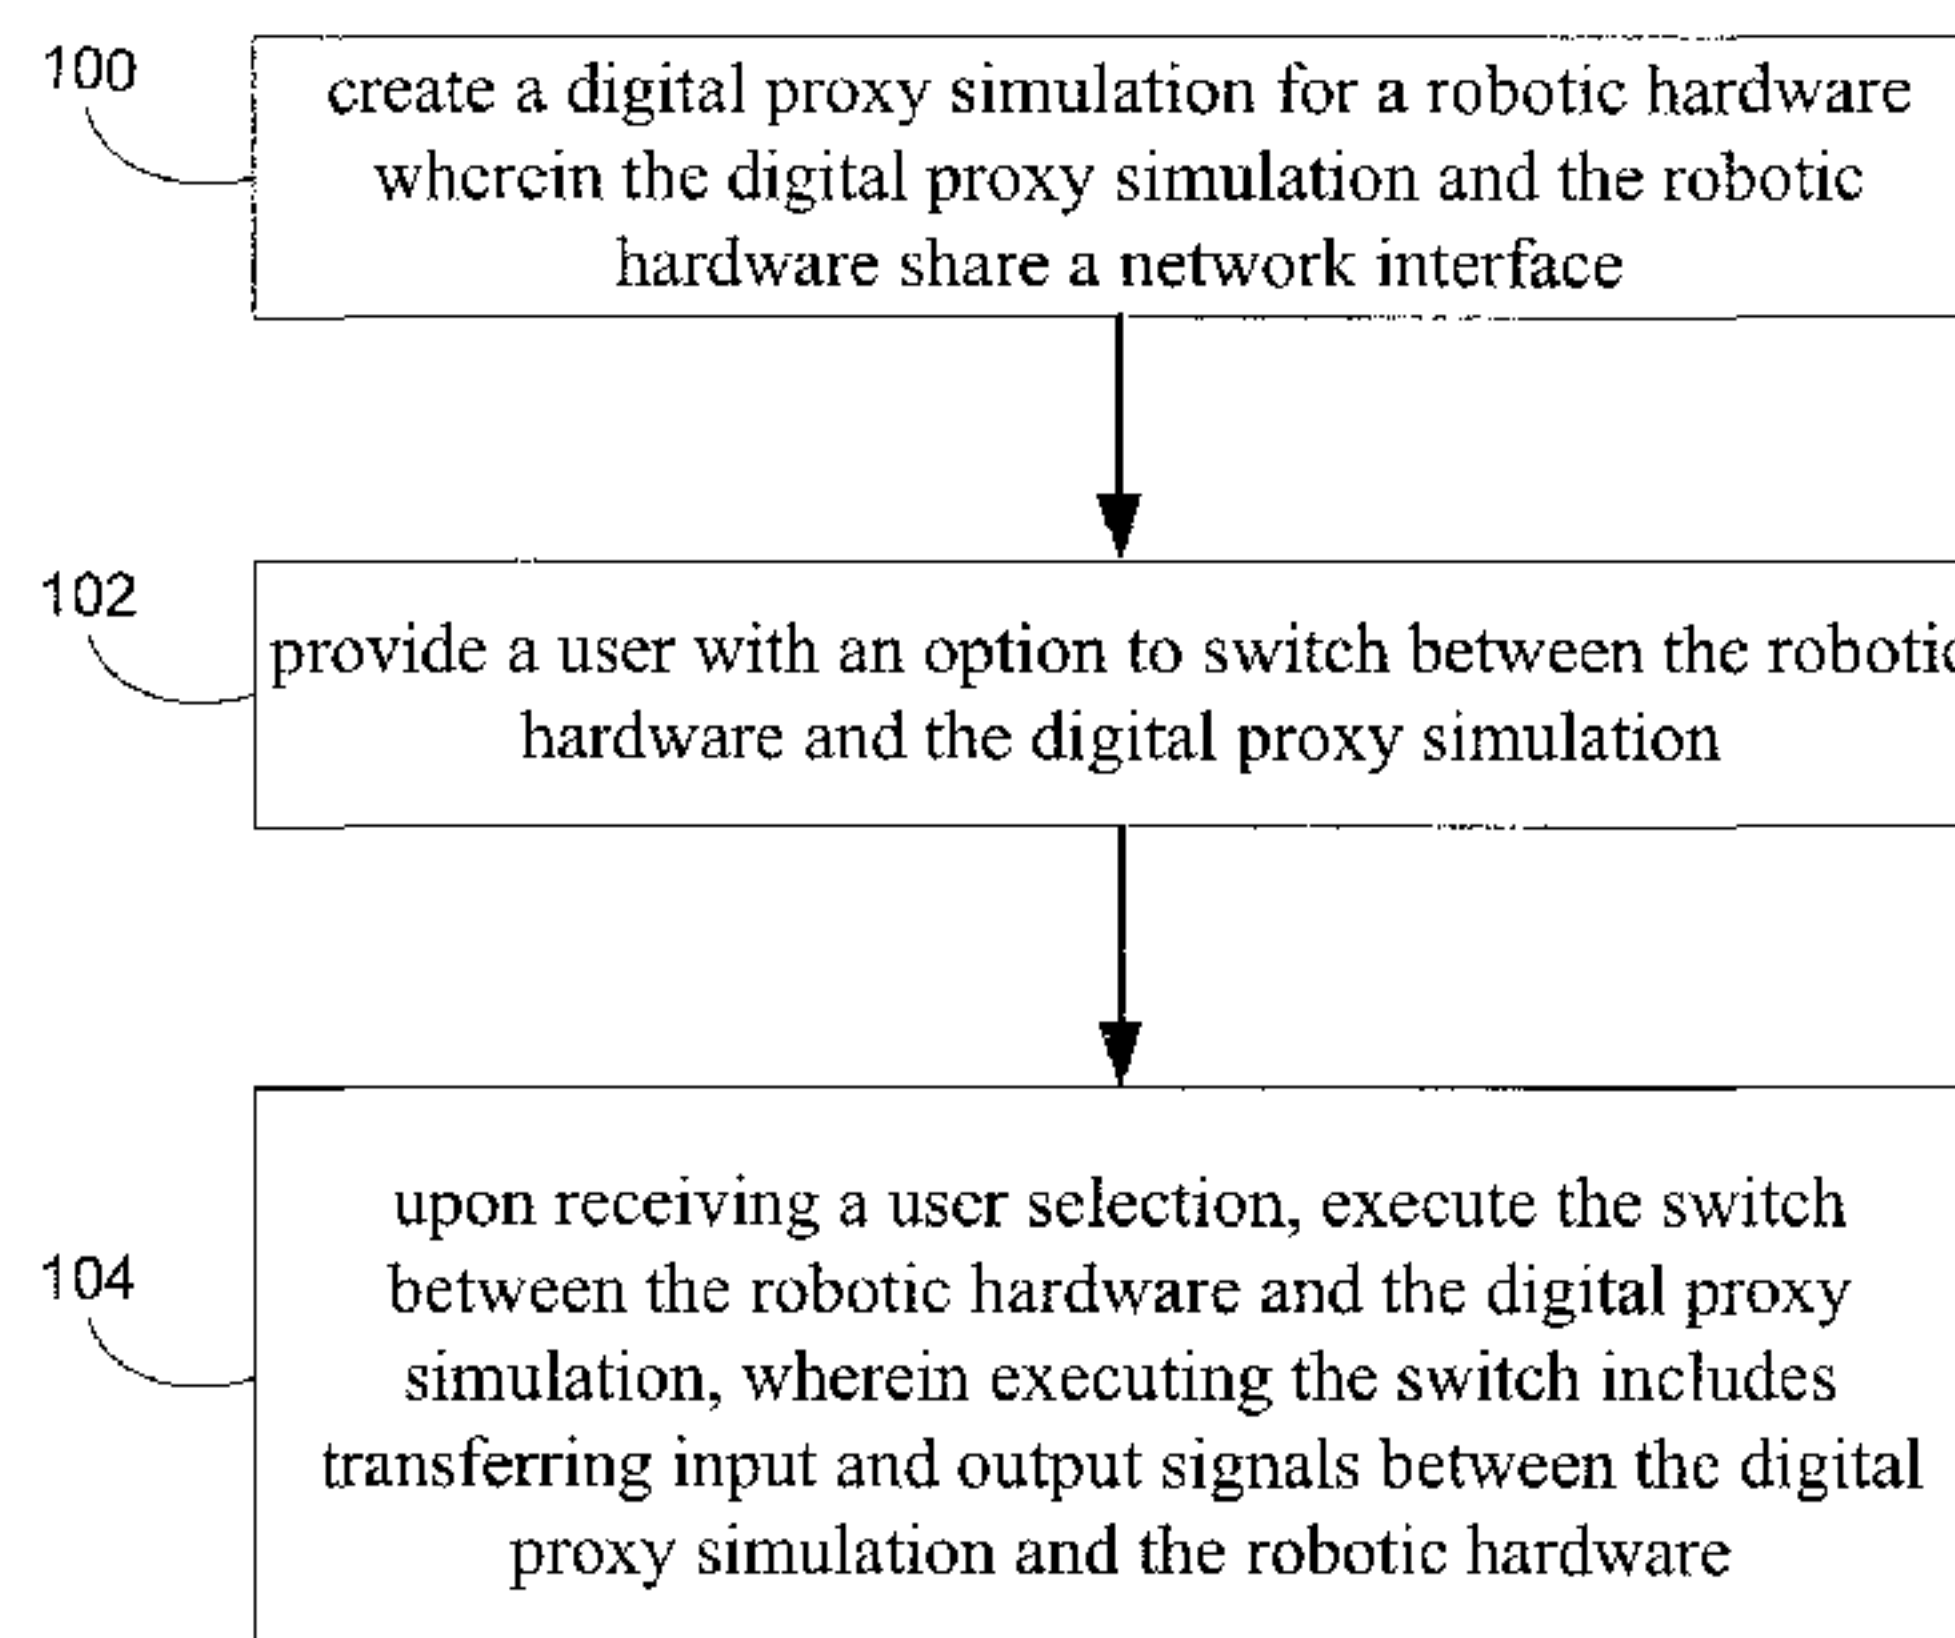 100
create a digital proxy simulation for a robotic hardware
wherein the digital proxy simulation and the robotic
hardware share a network interface
102
provide a user with an option to switch between the robotic
hardware and the digital proxy simulation
104
upon receiving a user selection, execute the switch
between the robotic hardware and the digital proxy
simulation, wherein executing the switch includes
transferring input and output signals between the digital
proxy simulation and the robotic hardware